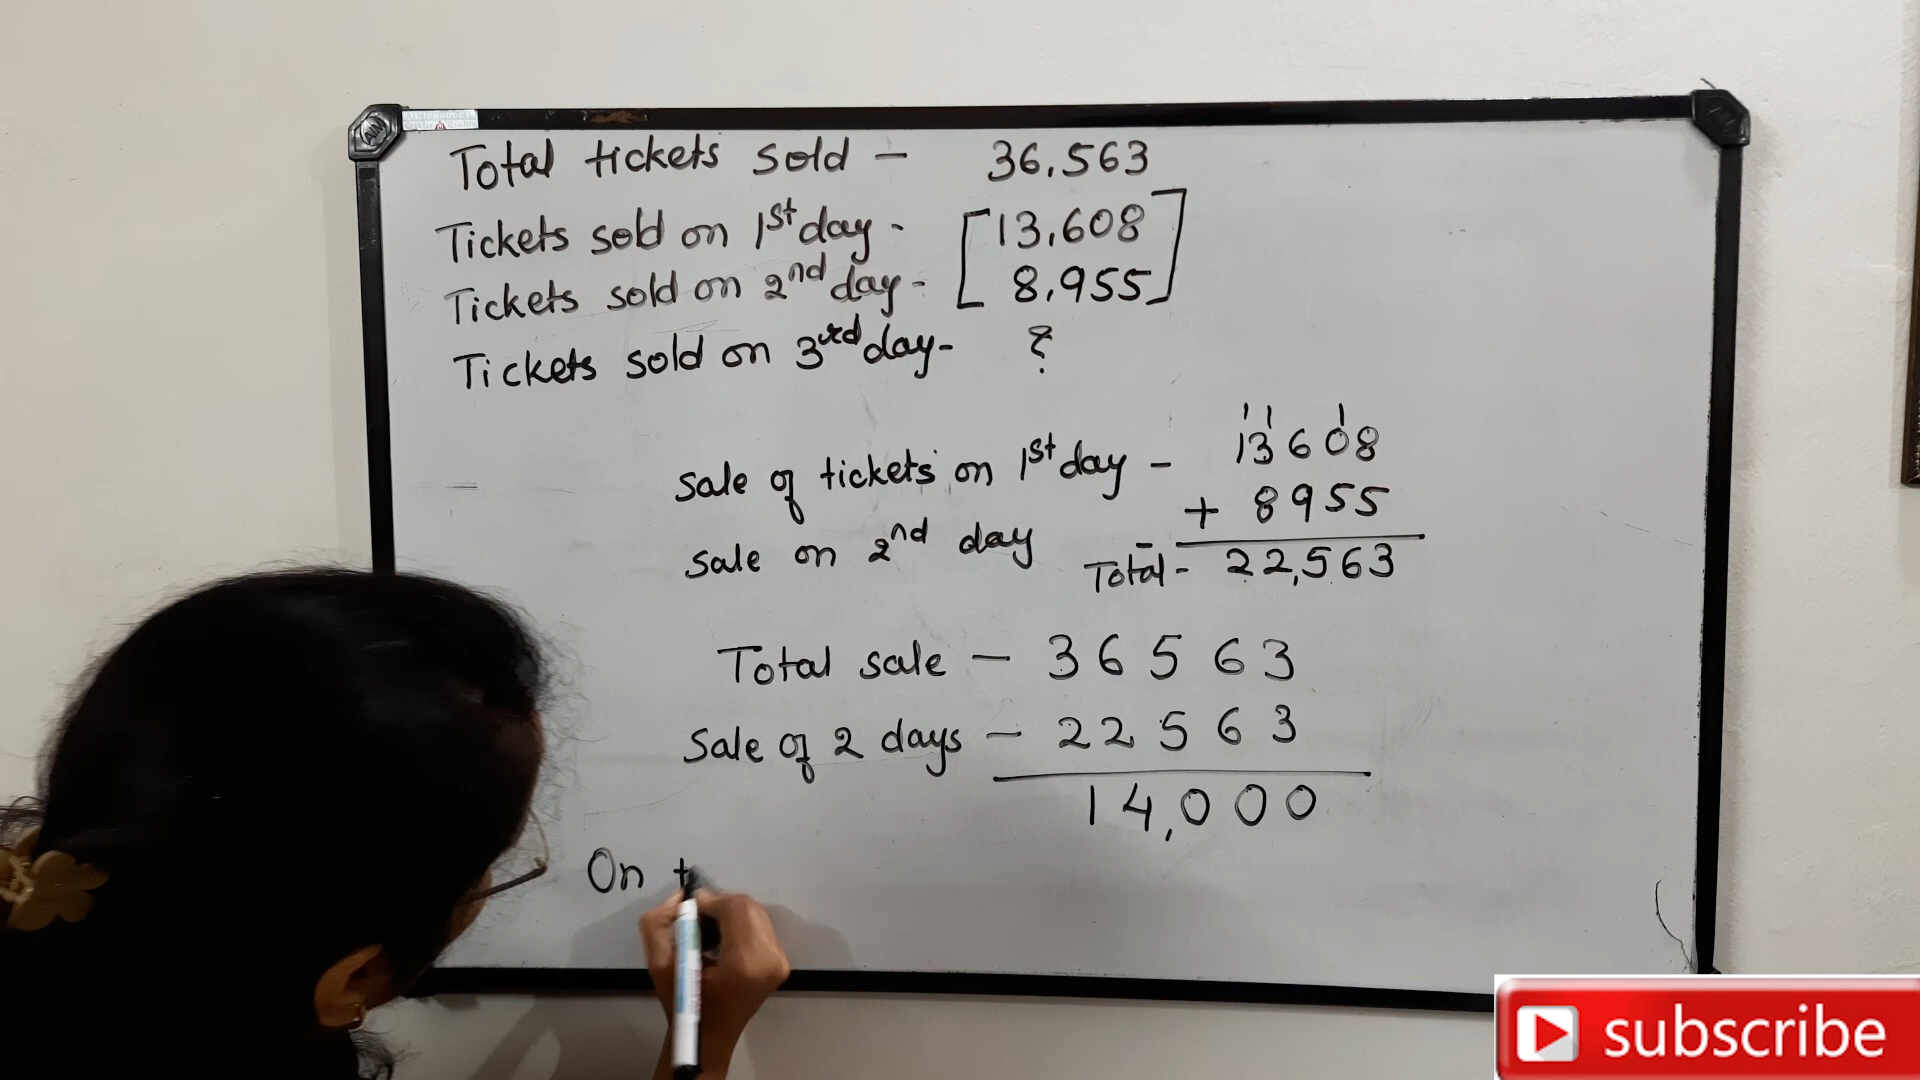 Total tickets sold - 36,563
Tickets sold on 1st day - [13,608
Tickets sold on 2nd day - 8,955]
Tickets sold on 3rd day - ?
1 1 1
Sale of tickets on 1st day - 13608
+ 8955
Sale on 2nd day -
Total - 22,563
Total sale - 36563
Sale of 2 days - 22563
14,000
On t
subscribe